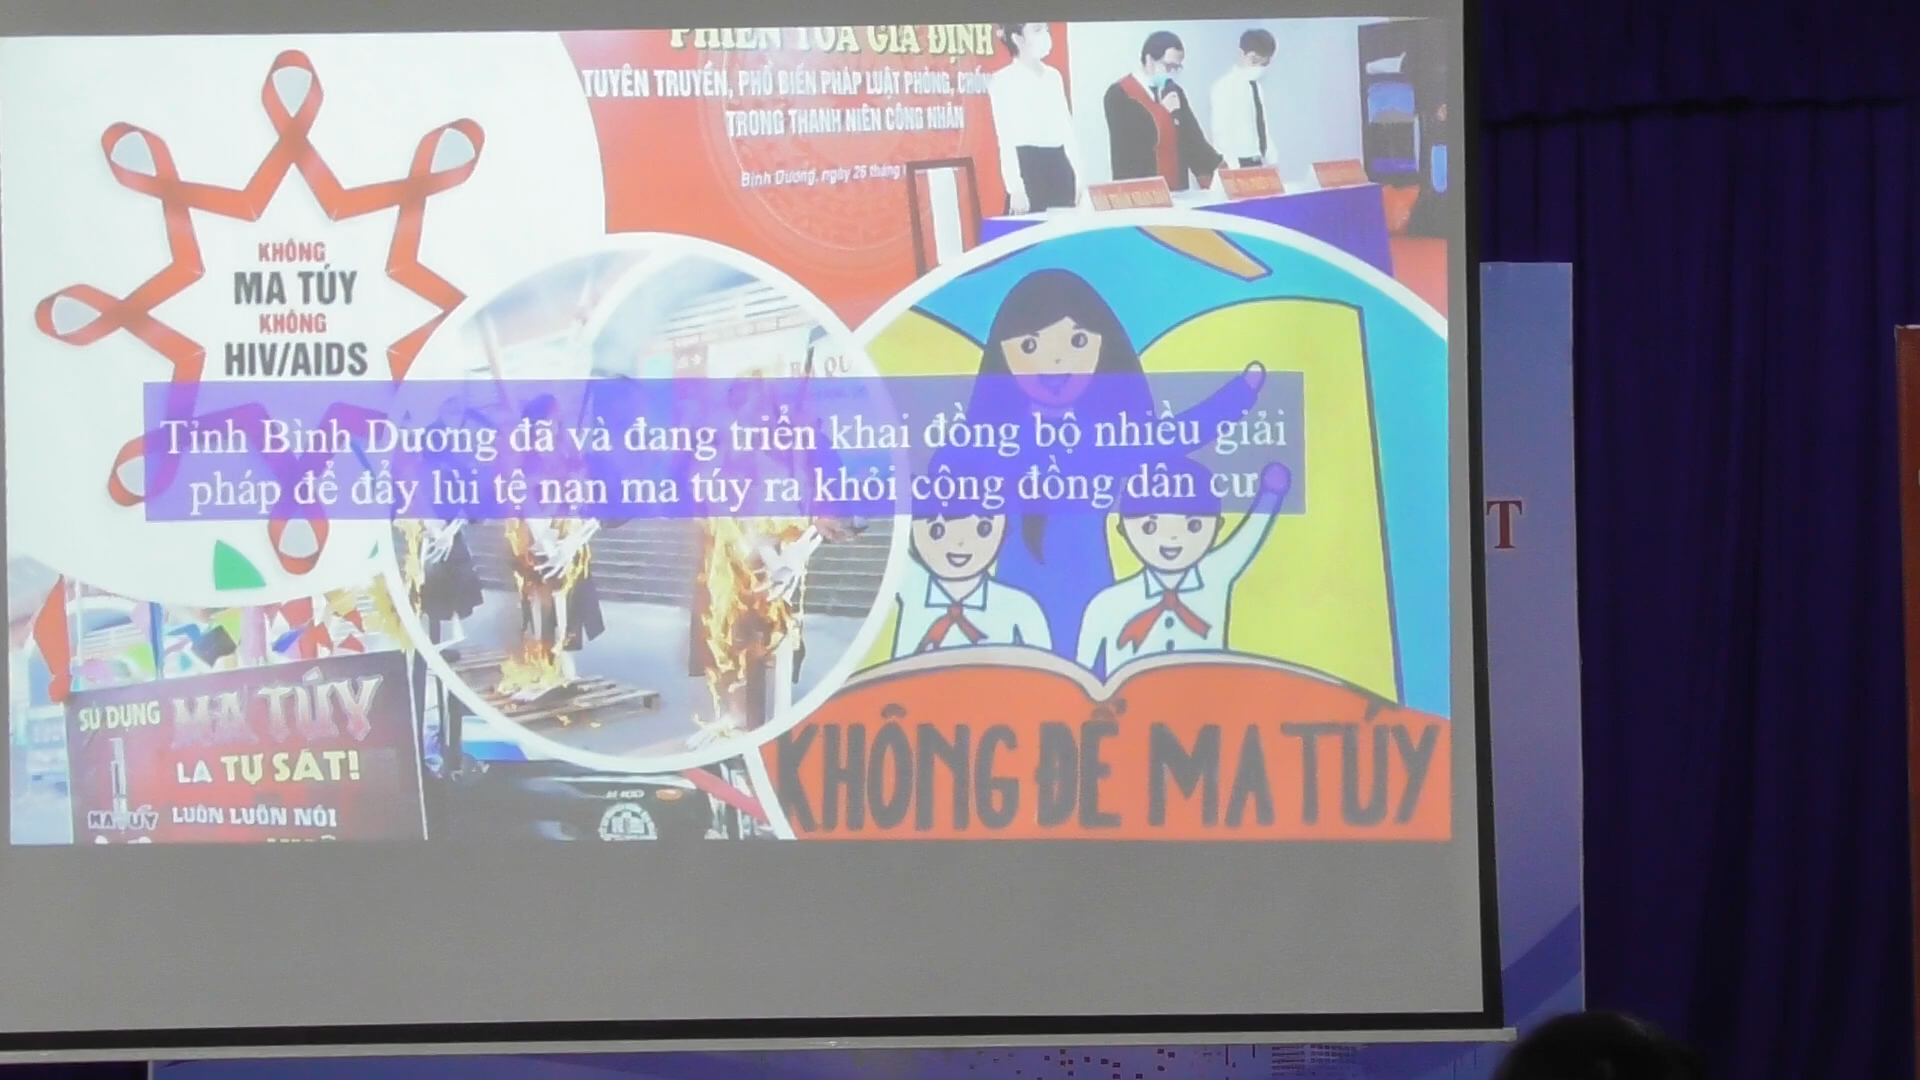 PHIÊN TÒA GIẢ ĐỊNH
TUYÊN TRUYỀN, PHỔ BIẾN PHÁP LUẬT PHÒNG, CHỐN
TRONG THANH NIÊN CÔNG NHÂN
Bình Dương, ngày 26 tháng
KHÔNG
MA TÚY
KHÔNG
HIV/AIDS
Tỉnh Bình Dương đã và đang triển khai đồng bộ nhiều giải
pháp để đẩy lùi tệ nạn ma túy ra khỏi cộng đồng dân cư
T
SỬ DỤNG
MA TÚY
LÀ TỰ SÁT!
MA TÚY
LUÔN LUÔN NÓI
KHÔNG ĐỂ MA TÚY